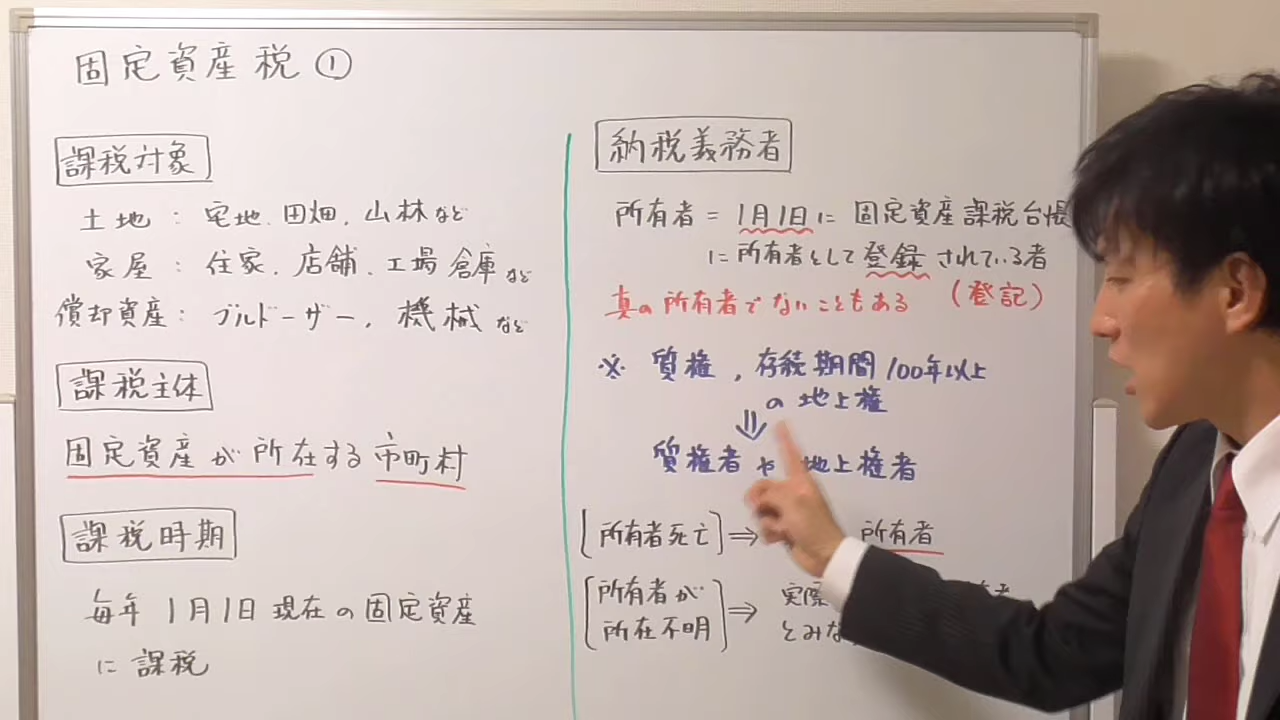 固定資産税 ①
課税対象
土地 : 宅地、田畑、山林など
家屋 : 住家、店舗、工場 倉庫 など
償却資産 : ブルドーザー, 機械 など
課税主体
固定資産が所在する市町村
課税時期
毎年 1月1日 現在の固定資産
に課税
納税義務者
所有者 = 1月1日に 固定資産課税台帳
に所有者として登録されている者
真の所有者でないこともある (登記)
※ 質権, 存続期間100年以上
の地上権
⇓
質権者や 地上権者
[所有者死亡] ⇒ 所有者
[所有者が
所在不明] ⇒ 実際
とみな